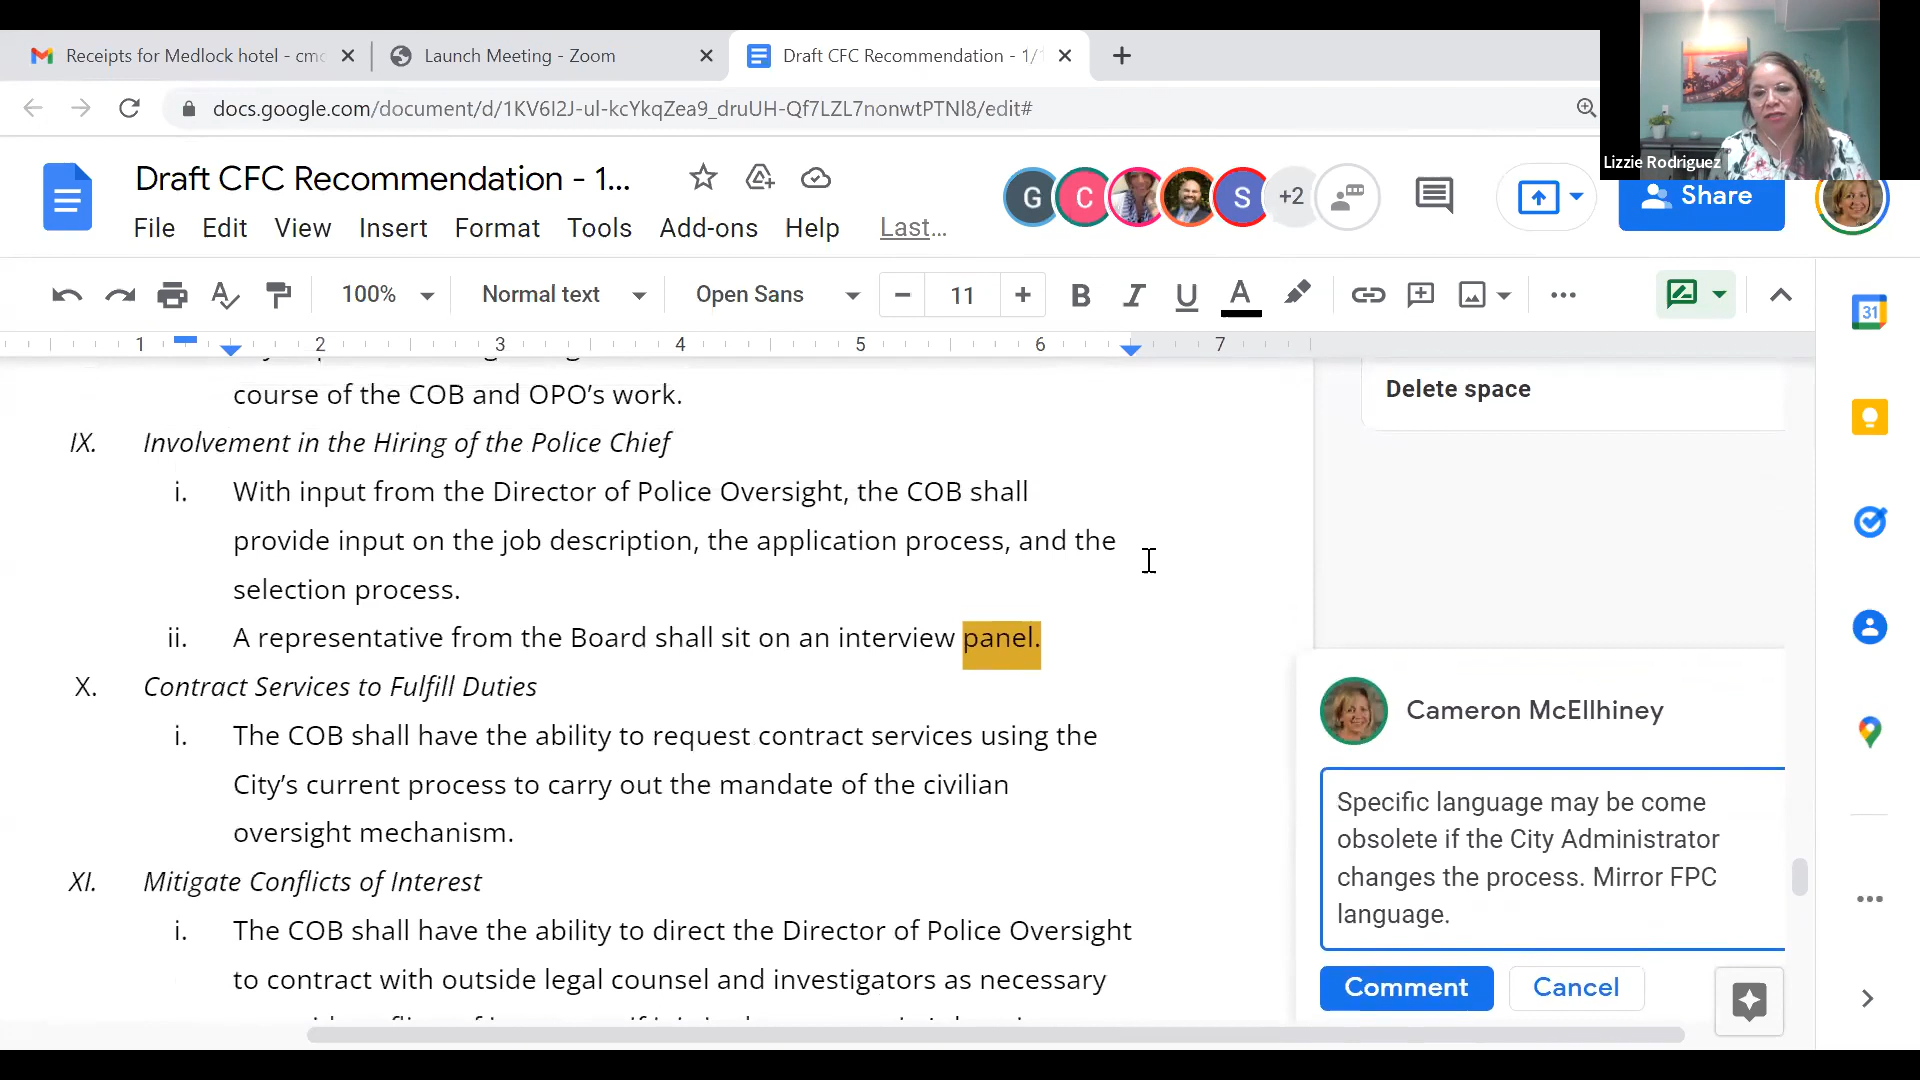 Receipts for Medlock hotel - cmc
Launch Meeting - Zoom
Draft CFC Recommendation - 1/1
docs.google.com/document/d/1KV6I2J-ul-kcYkqZea9_druUH-Qf7LZL7nonwtPTNl8/edit#
Lizzie Rodriguez
Draft CFC Recommendation - 1...
G C S +2
Share
File Edit View Insert Format Tools Add-ons Help Last...
100% Normal text Open Sans 11 B I U A
31
1 2 3 4 5 6 7
course of the COB and OPO's work.
IX. Involvement in the Hiring of the Police Chief
i. With input from the Director of Police Oversight, the COB shall
provide input on the job description, the application process, and the
selection process.
ii. A representative from the Board shall sit on an interview panel.
X. Contract Services to Fulfill Duties
i. The COB shall have the ability to request contract services using the
City's current process to carry out the mandate of the civilian
oversight mechanism.
XI. Mitigate Conflicts of Interest
i. The COB shall have the ability to direct the Director of Police Oversight
to contract with outside legal counsel and investigators as necessary
Delete space
Cameron McEllhiney
Specific language may be come
obsolete if the City Administrator
changes the process. Mirror FPC
language.
Comment Cancel